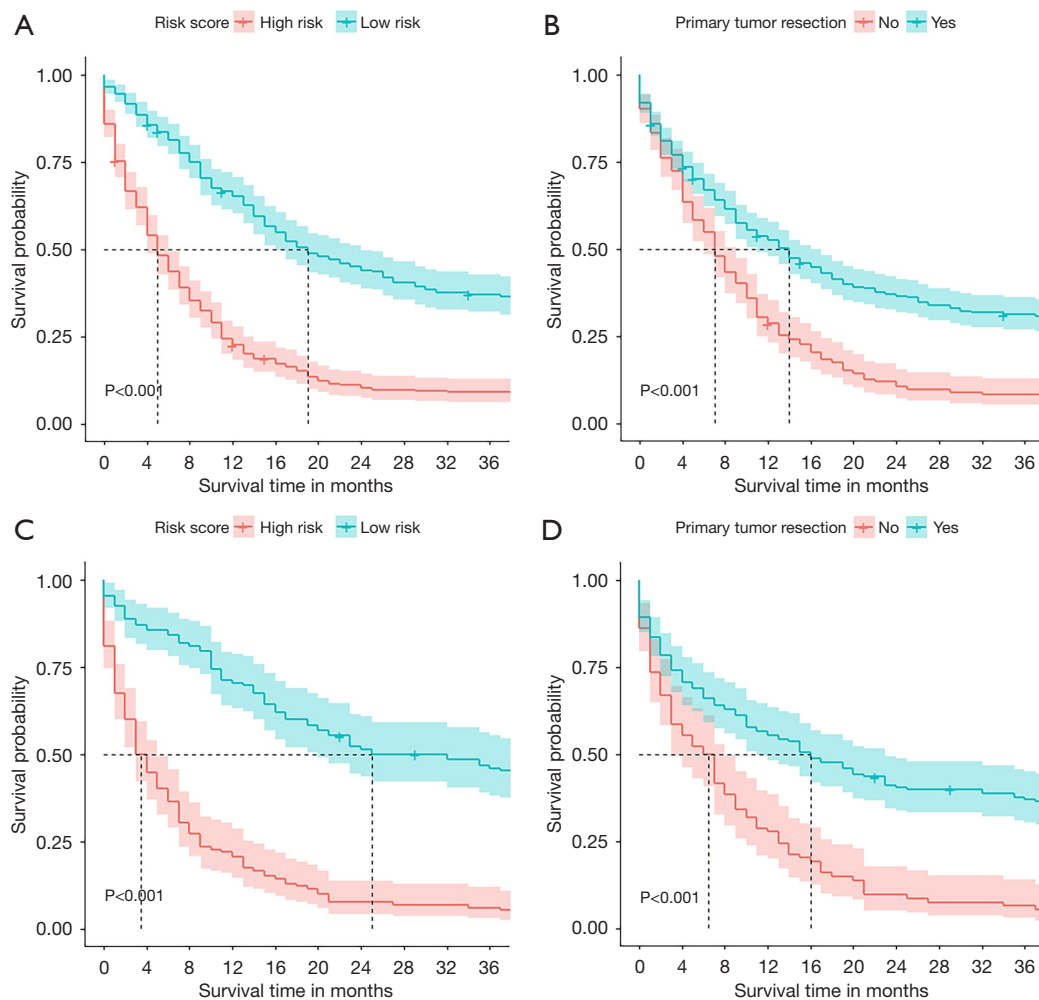 A
Risk score High risk Low risk
1.00
0.75
0.50
0.25
0.00
Survival probability
P<0.001
0 4 8 12 16 20 24 28 32 36
Survival time in months
B
Primary tumor resection No Yes
1.00
0.75
0.50
0.25
0.00
Survival probability
P<0.001
0 4 8 12 16 20 24 28 32 36
Survival time in months
C
Risk score High risk Low risk
1.00
0.75
0.50
0.25
0.00
Survival probability
P<0.001
0 4 8 12 16 20 24 28 32 36
Survival time in months
D
Primary tumor resection No Yes
1.00
0.75
0.50
0.25
0.00
Survival probability
P<0.001
0 4 8 12 16 20 24 28 32 36
Survival time in months